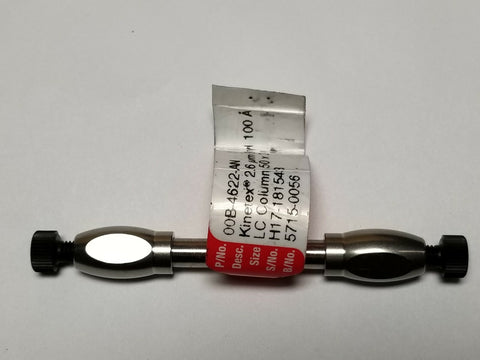 P/No. 00B-4622-AN
Desc. Kinetex® 2.6 µm 100 Å
Size LC Column 50 x
S/No. H17-181543
B/No. 5715-0056